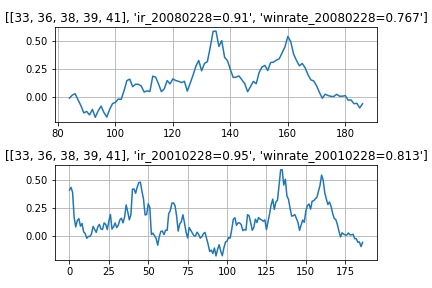 [[33, 36, 38, 39, 41], 'ir_20080228=0.91', 'winrate_20080228=0.767']
0.50
0.25
0.00
80 100 120 140 160 180
[[33, 36, 38, 39, 41], 'ir_20010228=0.95', 'winrate_20010228=0.813']
0.50
0.25
0.00
0 25 50 75 100 125 150 175